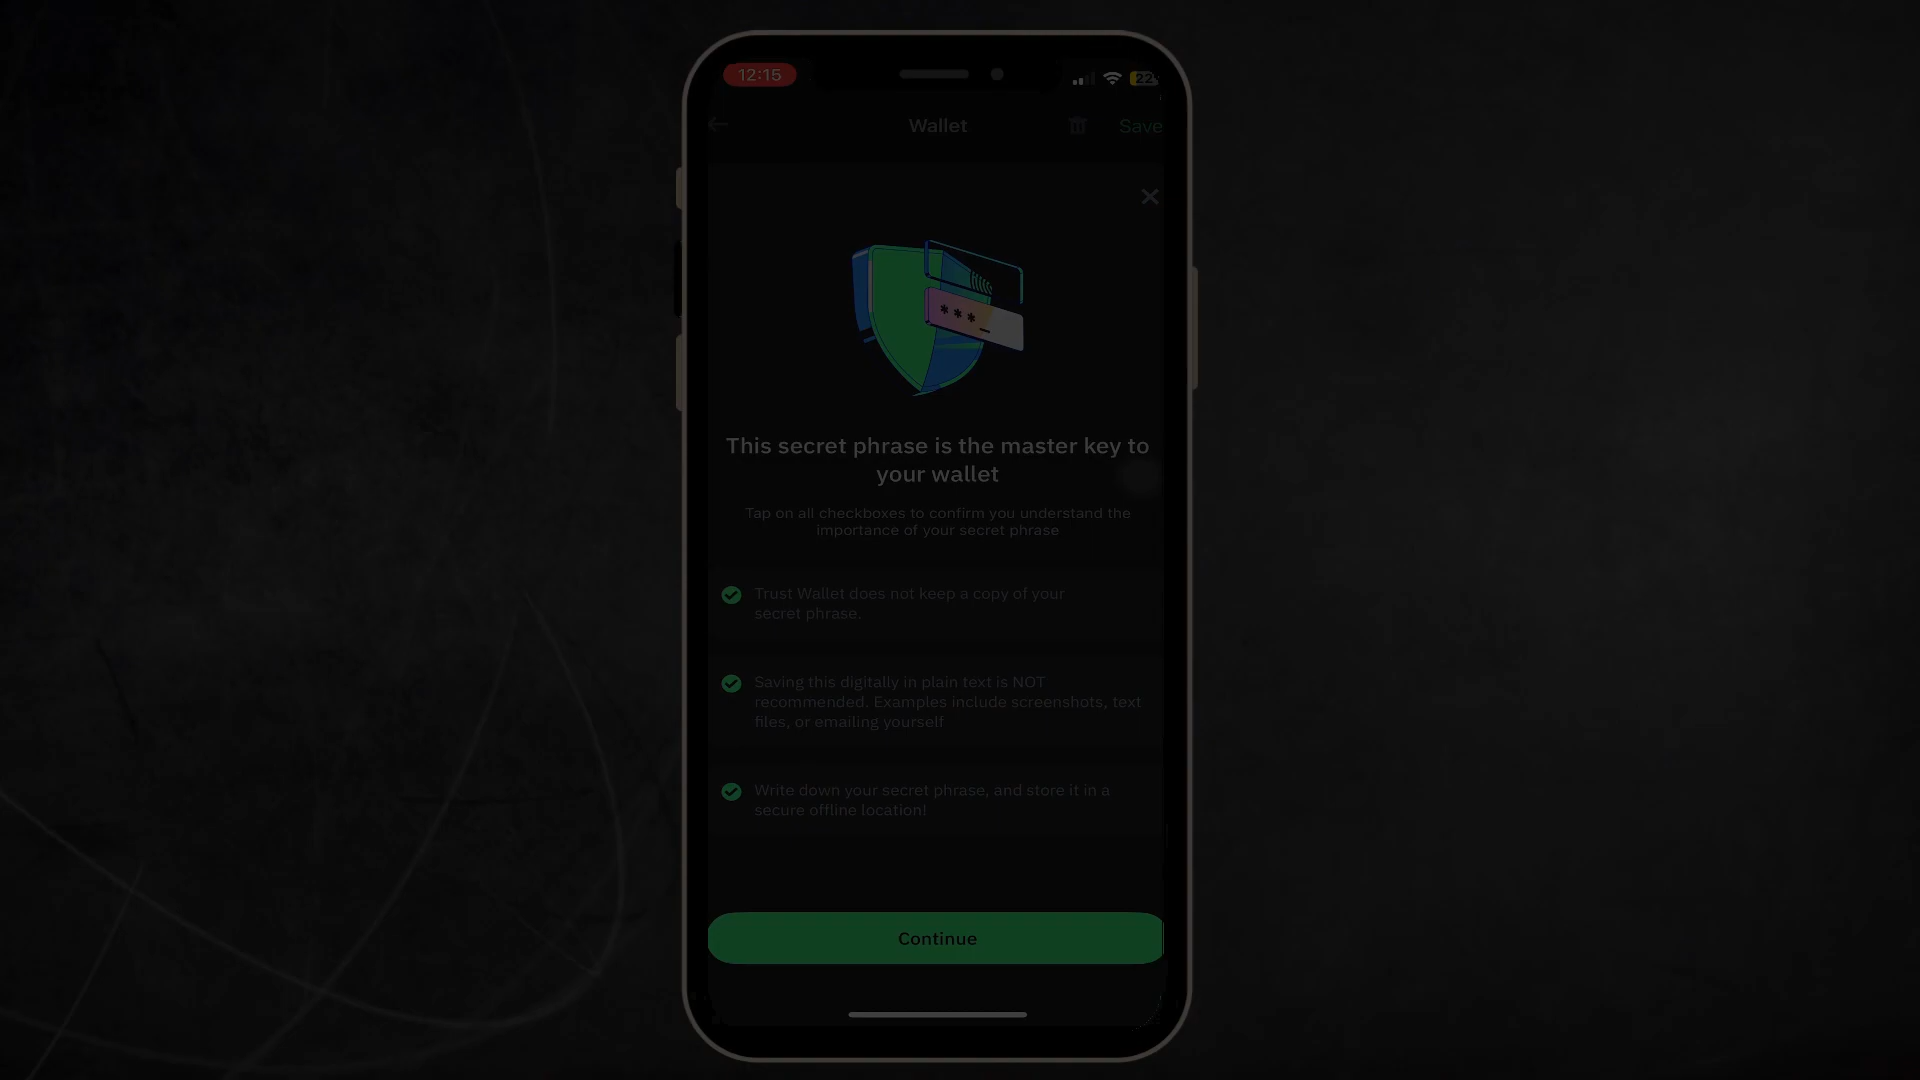 12:15
22
Wallet
Save
***_
This secret phrase is the master key to
your wallet
Tap on all checkboxes to confirm you understand the
importance of your secret phrase
Trust Wallet does not keep a copy of your
secret phrase.
Saving this digitally in plain text is NOT
recommended. Examples include screenshots, text
files, or emailing yourself
Write down your secret phrase, and store it in a
secure offline location!
Continue